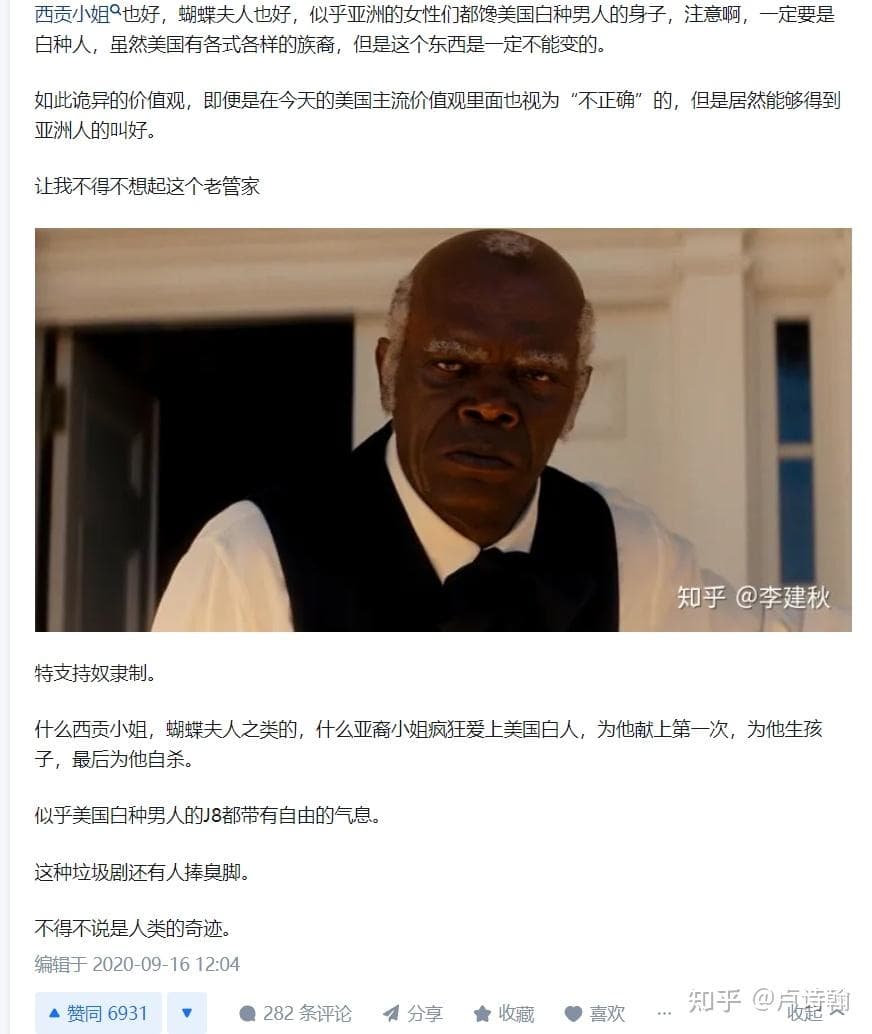 西贡小姐也好，蝴蝶夫人也好，似乎亚洲的女性们都馋美国白种男人的身子，注意啊，一定要是
白种人，虽然美国有各式各样的族裔，但是这个东西是一定不能变的。
如此诡异的价值观，即便是在今天的美国主流价值观里面也视为“不正确”的，但是居然能够得到
亚洲人的叫好。
让我不得不想起这个老管家
知乎 @李建秋
特支持奴隶制。
什么西贡小姐，蝴蝶夫人之类的，什么亚裔小姐疯狂爱上美国白人，为他献上第一次，为他生孩
子，最后为他自杀。
似乎美国白种男人的J8都带有自由的气息。
这种垃圾剧还有人捧臭脚。
不得不说是人类的奇迹。
编辑于 2020-09-16 12:04
赞同 6931 282 条评论 分享 收藏 喜欢 ··· 收起
知乎 @卢诗翰